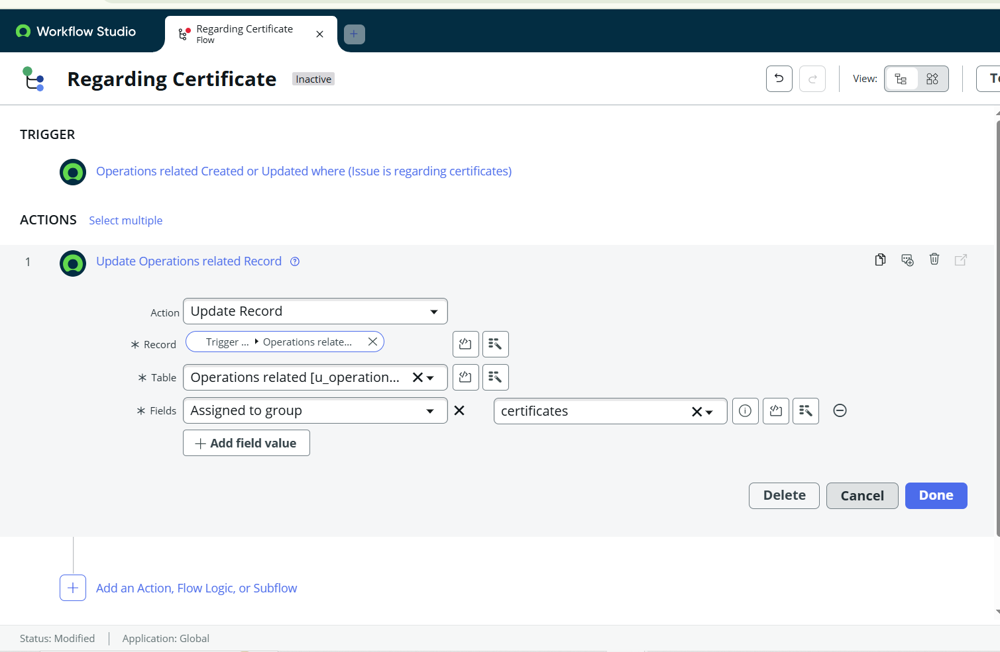 Workflow Studio
Regarding Certificate
Flow
Regarding Certificate
Inactive
View:
TRIGGER
Operations related Created or Updated where (Issue is regarding certificates)
ACTIONS
Select multiple
1
Update Operations related Record
Action
Update Record
* Record
Trigger ...
Operations relate...
* Table
Operations related [u_operation...
* Fields
Assigned to group
certificates
+ Add field value
Delete
Cancel
Done
Add an Action, Flow Logic, or Subflow
Status: Modified
Application: Global